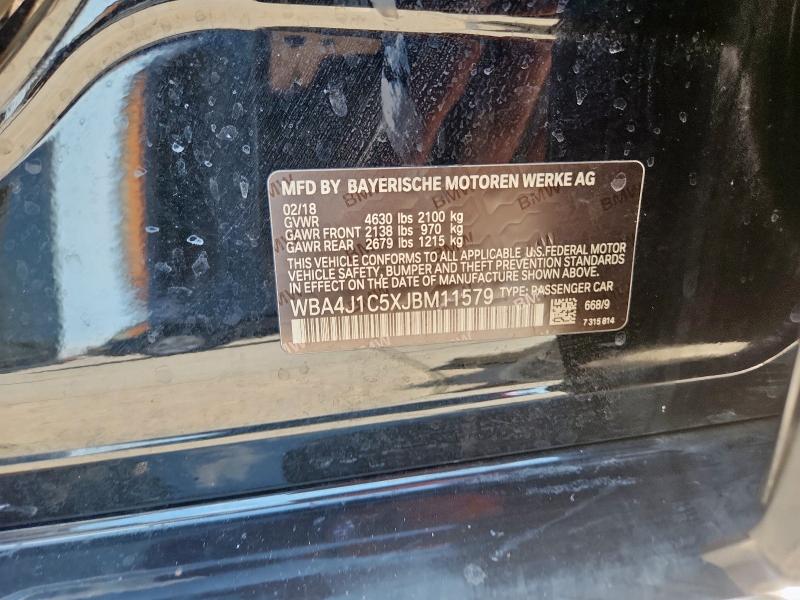 MFD BY BAYERISCHE MOTOREN WERKE AG
02/18
GVWR 4630 lbs 2100 kg
GAWR FRONT 2138 lbs 970 kg
GAWR REAR 2679 lbs 1215 kg
THIS VEHICLE CONFORMS TO ALL APPLICABLE U.S.FEDERAL MOTOR
VEHICLE SAFETY, BUMPER AND THEFT PREVENTION STANDARDS
IN EFFECT ON THE DATE OF MANUFACTURE SHOWN ABOVE.
WBA4J1C5XJBM11579 TYPE: PASSENGER CAR
668/9
7 315 814